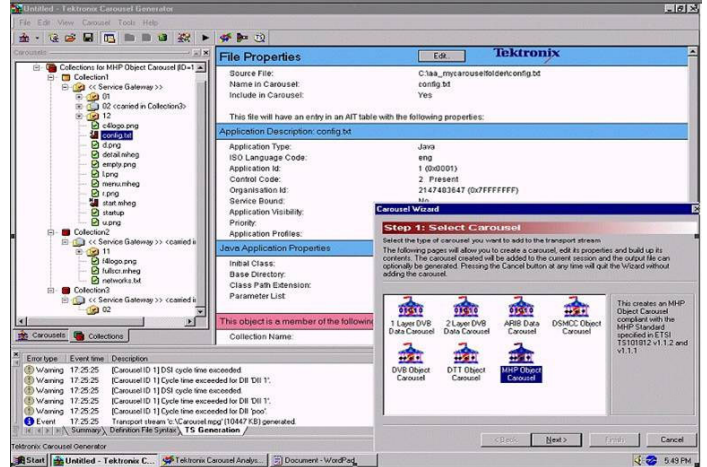 Untitled - Tektronix Carousel Generator
File Edit View Carousel Tools Help
Carousels
Collections for MHP Object Carousel (ID=1
Collection1
<< Service Gateway >>
01
02 <carried in Collection3>
12
c4logo.png
config.txt
d.png
detail.mheg
empty.png
l.png
menu.mheg
r.png
start.mheg
startup
u.png
Collection2
<< Service Gateway >> <carried i
11
f4logo.png
fullscr.mheg
networks.txt
Collection3
<< Service Gateway >> <carried i
02
Carousels
Collections
File Properties
Edit..
Tektronix
Source File: C:\aa_mycarouselfolder\config.txt
Name in Carousel: config.txt
Include in Carousel: Yes
This file will have an entry in an AIT table with the following properties:
Application Description: config.txt
Application Type: Java
ISO Language Code: eng
Application Id: 1 (0x0001)
Control Code: 2 Present
Organisation Id: 2147483647 (0x7FFFFFFF)
Service Bound: No
Application Visibility:
Priority:
Application Profiles:
Java Application Properties
Initial Class:
Base Directory:
Class Path Extension:
Parameter List:
This object is a member of the following
Collection Name:
Carousel Wizard
Step 1: Select Carousel
Select the type of carousel you want to add to the transport stream
The following pages will allow you to create a carousel, edit its properties and build up its
contents. The carousel created will be added to the current session and the output file can
optionally be generated. Pressing the Cancel button at any time will quit the Wizard without
adding the carousel.
1 Layer DVB Data Carousel
2 Layer DVB Data Carousel
ARIB Data Carousel
DSMCC Object Carousel
DVB Object Carousel
DTT Object Carousel
MHP Object Carousel
This creates an MHP
Object Carousel
compliant with the
MHP Standard
specified in ETSI
TS101812 v1.1.2 and
v1.1.1
< Back
Next >
Finish
Cancel
Error type Event time Description
Warning 17:25:25 [Carousel ID 1] DSI cycle time exceeded.
Warning 17:25:25 [Carousel ID 1] Cycle time exceeded for DII 'DII 1'.
Warning 17:25:25 [Carousel ID 1] DSI cycle time exceeded.
Warning 17:25:25 [Carousel ID 1] Cycle time exceeded for DII 'DII 1'.
Warning 17:25:25 [Carousel ID 1] Cycle time exceeded for DII 'poo'.
Event 17:25:25 Transport stream 'c:\Carousel.mpg' (10447 KB) generated.
Summary Definition File Syntax TS Generation
Tektronix Carousel Generator
Start
Untitled - Tektronix C...
Tektronix Carousel Analys...
Document - WordPad
5:49 PM